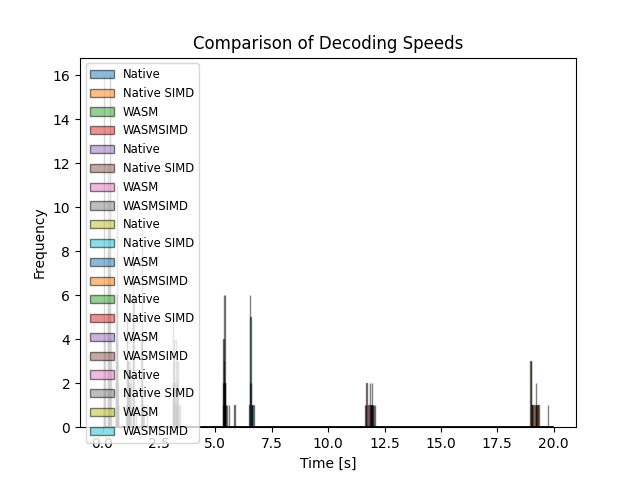 Comparison of Decoding Speeds
16
14
12
10
8
6
4
2
0
Frequency
Native
Native SIMD
WASM
WASMSIMD
Native
Native SIMD
WASM
WASMSIMD
Native
Native SIMD
WASM
WASMSIMD
Native
Native SIMD
WASM
WASMSIMD
Native
Native SIMD
WASM
WASMSIMD
0.0 2.5 5.0 7.5 10.0 12.5 15.0 17.5 20.0
Time [s]